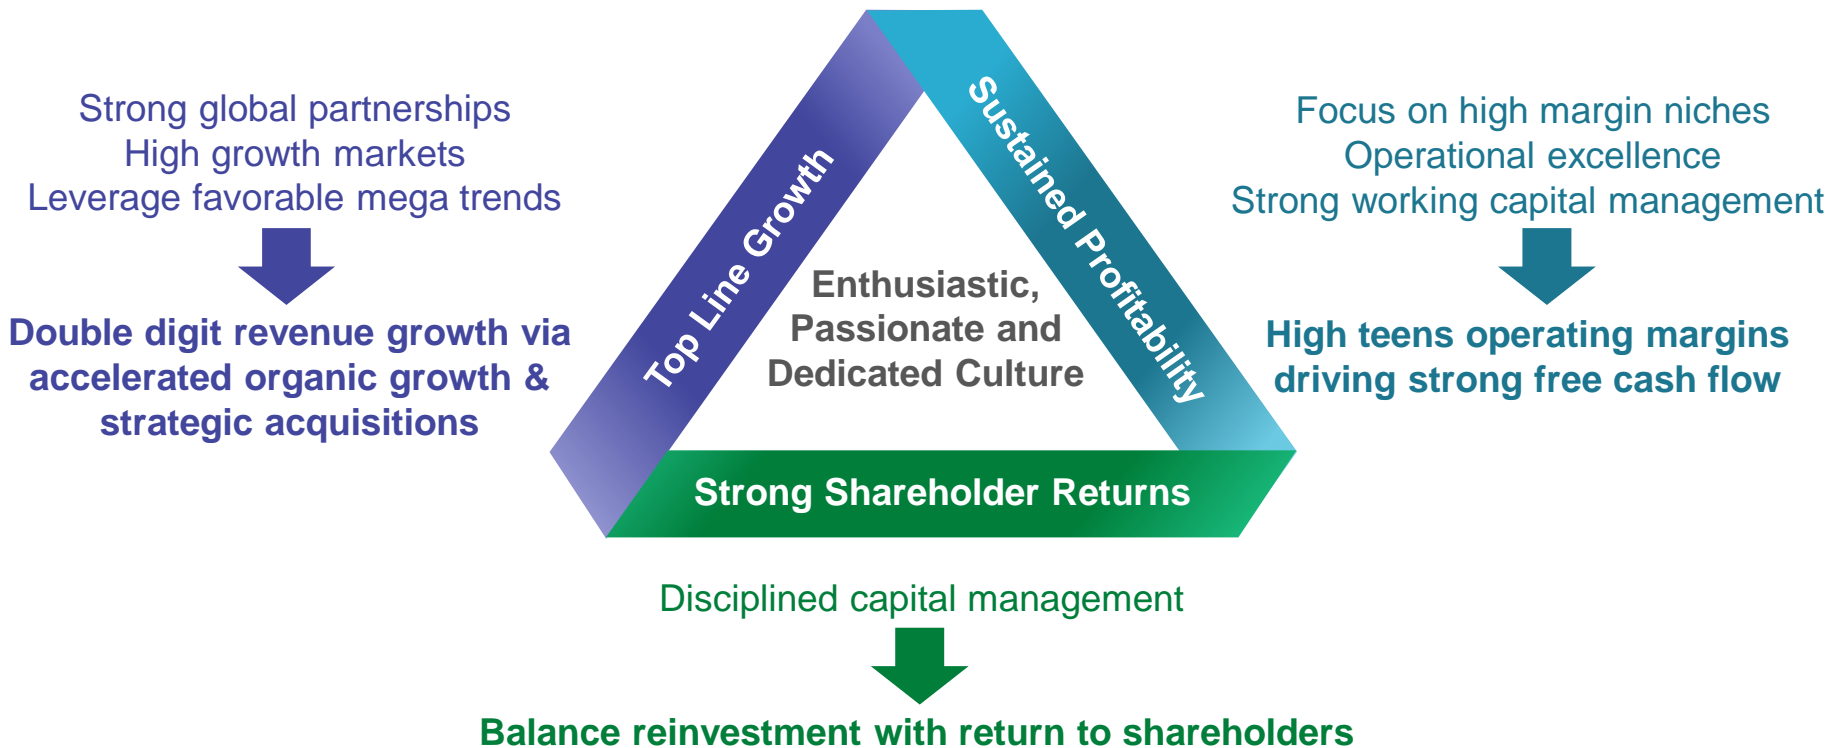 Strong global partnerships
High growth markets
Leverage favorable mega trends
Double digit revenue growth via
accelerated organic growth &
strategic acquisitions
Top Line Growth
Enthusiastic,
Passionate and
Dedicated Culture
Sustained Profitability
Focus on high margin niches
Operational excellence
Strong working capital management
High teens operating margins
driving strong free cash flow
Strong Shareholder Returns
Disciplined capital management
Balance reinvestment with return to shareholders